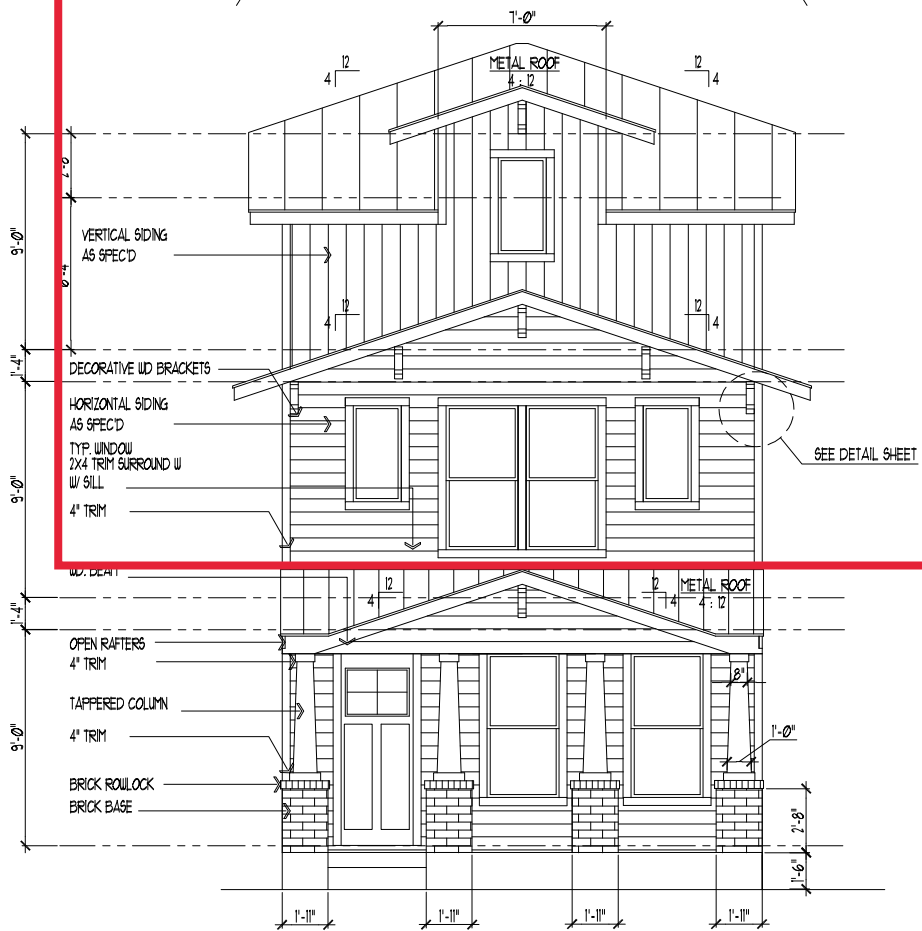 7'-0"
12
4
METAL ROOF
4 : 12
12
4
9'-0"
VERTICAL SIDING
AS SPEC'D
12
4
12
4
1'-4"
DECORATIVE WD BRACKETS
HORIZONTAL SIDING
AS SPEC'D
TYP. WINDOW
2X4 TRIM SURROUND W
W/ SILL
9'-0"
4" TRIM
SEE DETAIL SHEET
WD. BEAM
12
4
12
4
METAL ROOF
4 : 12
1'-4"
OPEN RAFTERS
4" TRIM
8"
TAPPERED COLUMN
9'-0"
4" TRIM
1'-0"
BRICK ROWLOCK
BRICK BASE
2'-8"
1'-6"
1'-11"
1'-11"
1'-11"
1'-11"